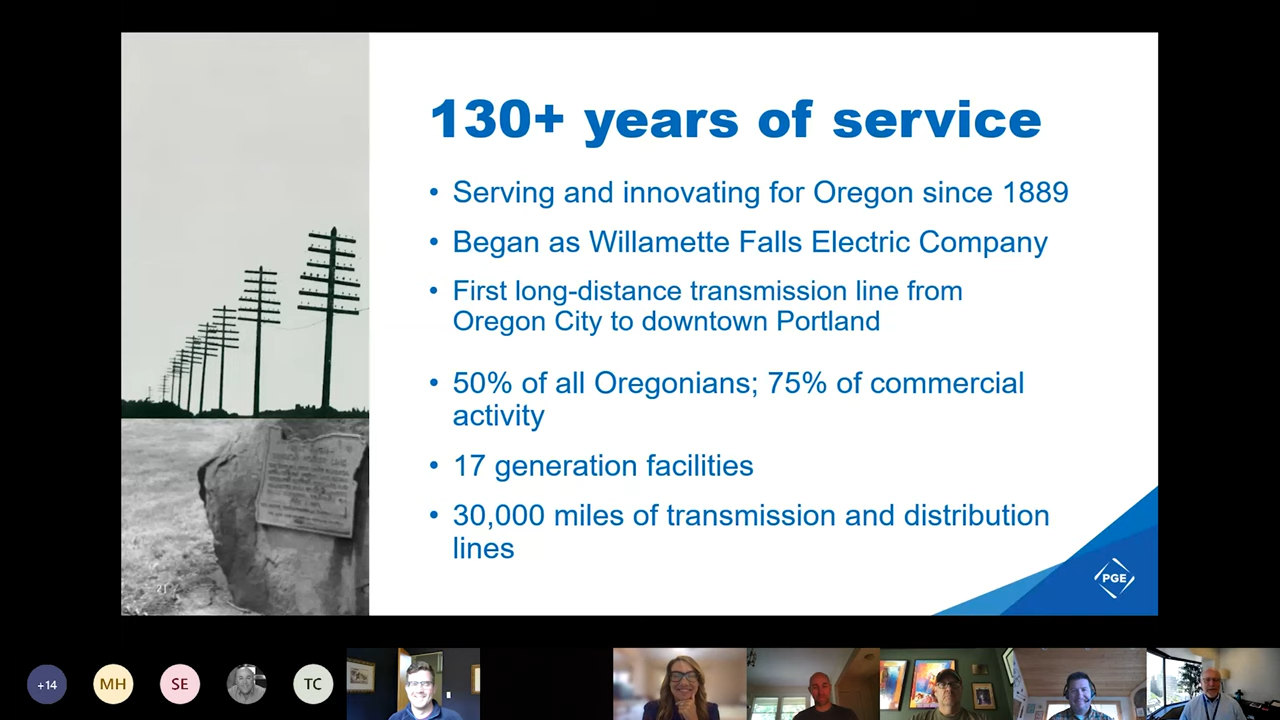 130+ years of service
• Serving and innovating for Oregon since 1889
• Began as Willamette Falls Electric Company
• First long-distance transmission line from
Oregon City to downtown Portland
• 50% of all Oregonians; 75% of commercial
activity
• 17 generation facilities
• 30,000 miles of transmission and distribution
lines
PGE
+14
MH
SE
TC